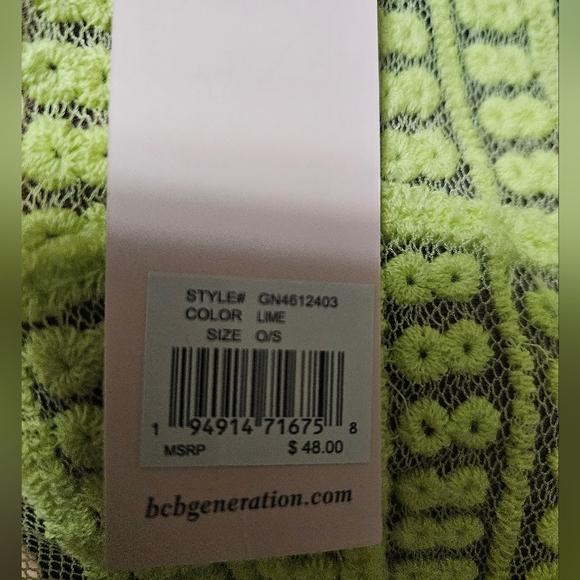 STYLE# GN4612403
COLOR LIME
SIZE O/S
1 94914 71675 8
MSRP $ 48.00
bcbgeneration.com